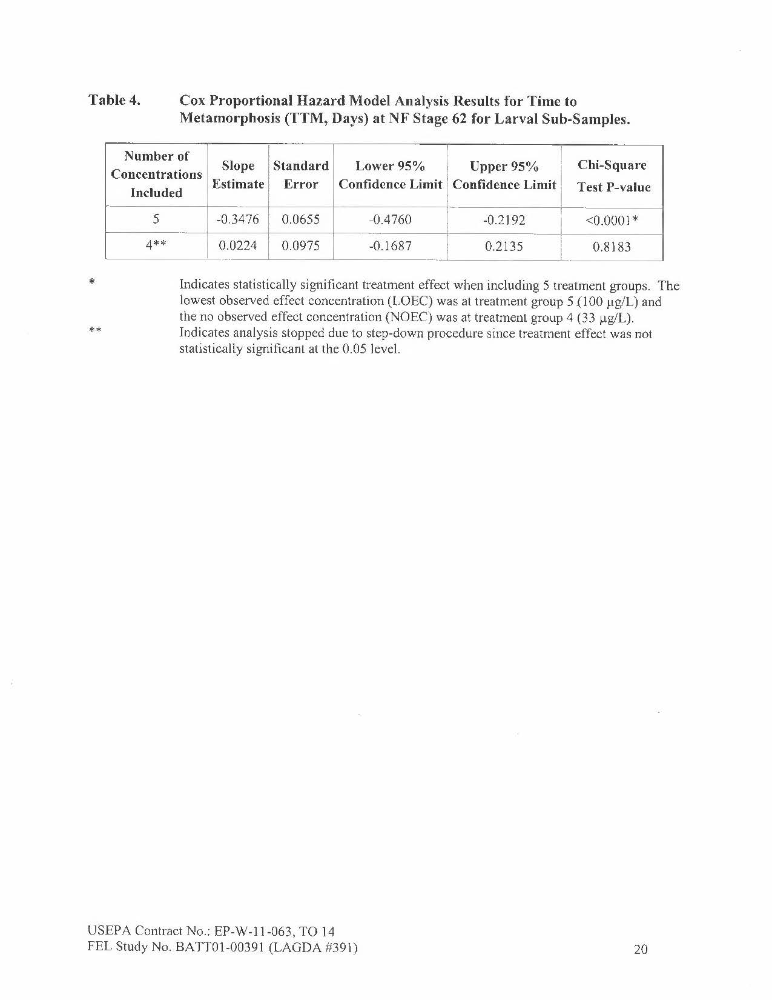 Table 4. Cox Proportional Hazard Model Analysis Results for Time to
Metamorphosis (TTM, Days) at NF Stage 62 for Larval Sub-Samples.
Number of Concentrations Included Slope Estimate Standard Error Lower 95% Confidence Limit Upper 95% Confidence Limit Chi-Square Test P-value
5 -0.3476 0.0655 -0.4760 -0.2192 <0.0001*
4** 0.0224 0.0975 -0.1687 0.2135 0.8183
* Indicates statistically significant treatment effect when including 5 treatment groups. The
lowest observed effect concentration (LOEC) was at treatment group 5 (100 µg/L) and
the no observed effect concentration (NOEC) was at treatment group 4 (33 µg/L).
** Indicates analysis stopped due to step-down procedure since treatment effect was not
statistically significant at the 0.05 level.
USEPA Contract No.: EP-W-11-063, TO 14
FEL Study No. BATT01-00391 (LAGDA #391) 20